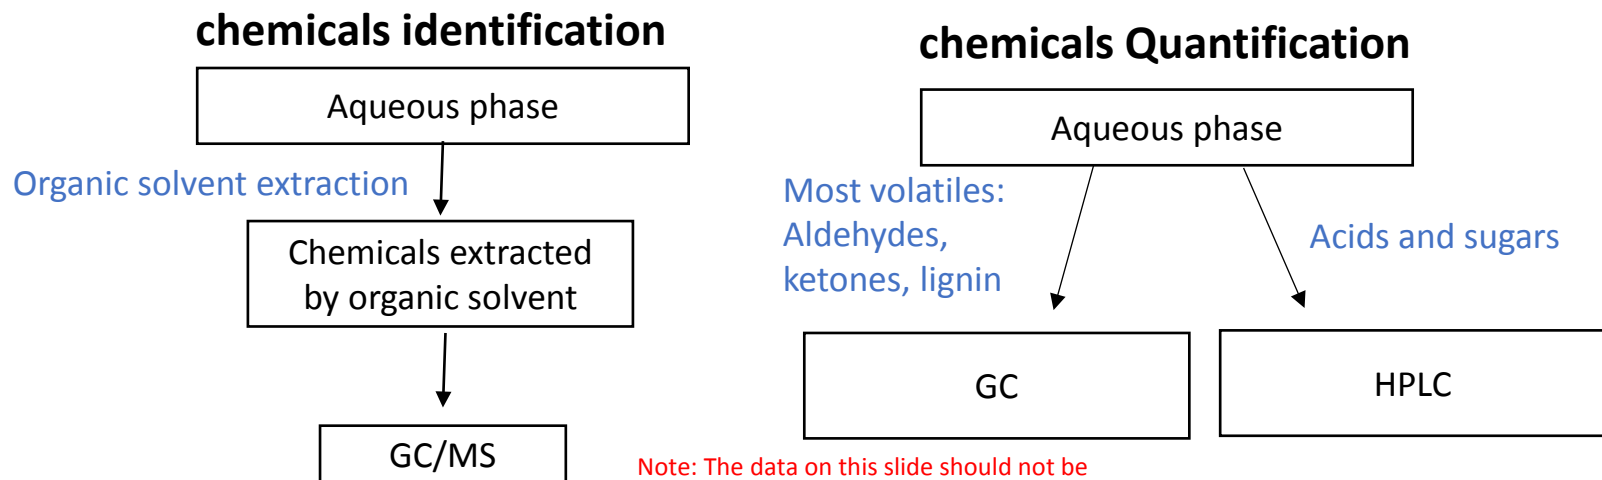 chemicals identification
Aqueous phase
Organic solvent extraction
Chemicals extracted
by organic solvent
GC/MS
chemicals Quantification
Aqueous phase
Most volatiles:
Aldehydes,
ketones, lignin
Acids and sugars
GC
HPLC
Note: The data on this slide should not be